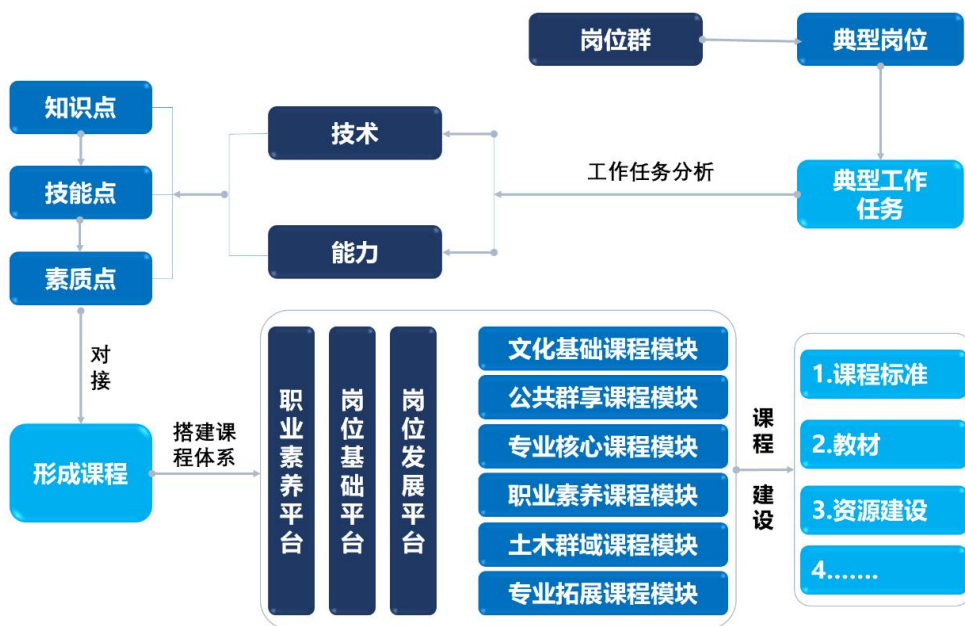 岗位群
典型岗位
知识点
技术
技能点
工作任务分析
典型工作
任务
能力
素质点
对
接
职业素养平台
岗位基础平台
岗位发展平台
文化基础课程模块
公共群享课程模块
专业核心课程模块
职业素养课程模块
土木群域课程模块
专业拓展课程模块
形成课程
搭建课
程体系
课
程
建
设
1.课程标准
2.教材
3.资源建设
4.......